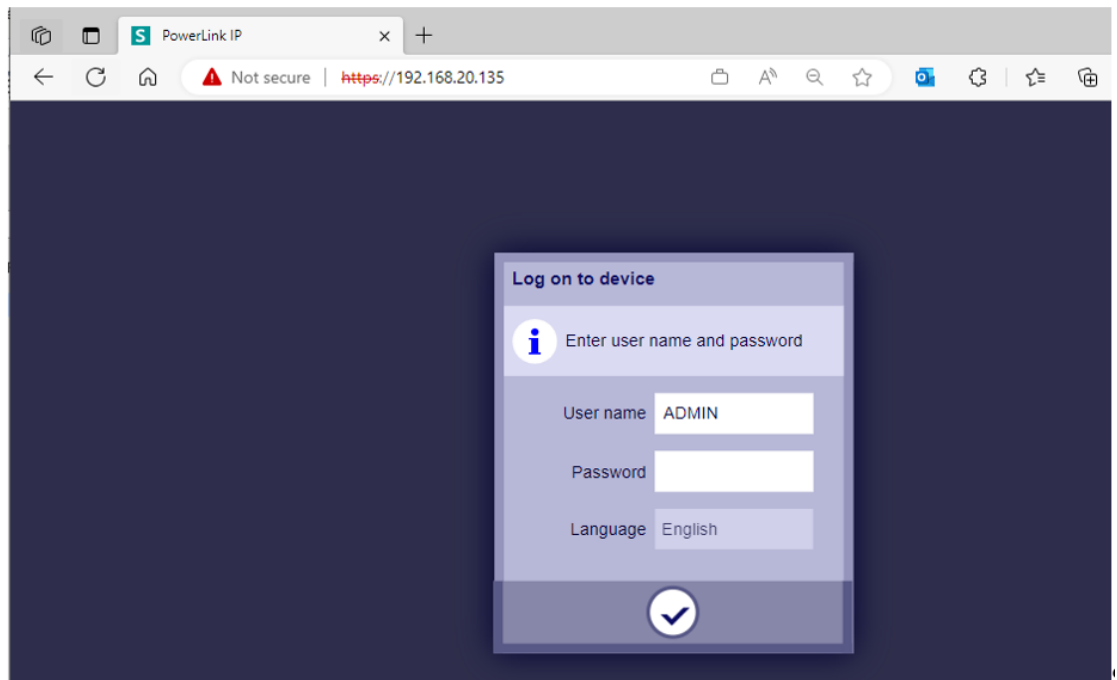 S PowerLink IP
Not secure | https://192.168.20.135
Log on to device
i Enter user name and password
User name ADMIN
Password
Language English